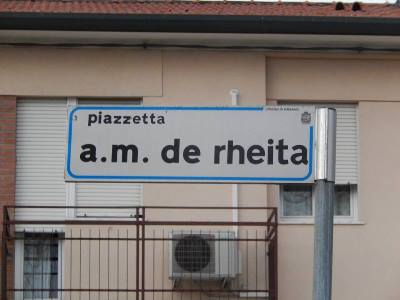 piazzetta
a.m. de rheita